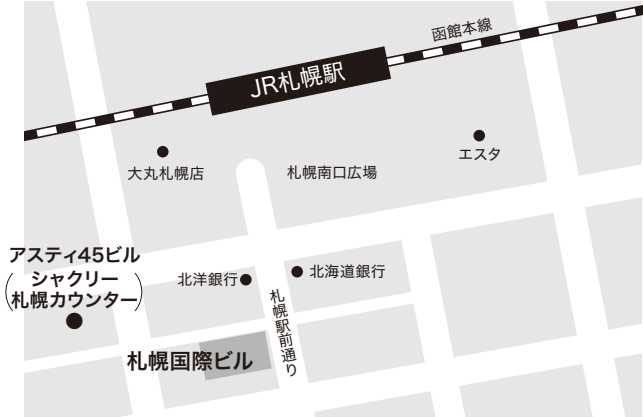 函館本線
JR札幌駅
エスタ
大丸札幌店
札幌南口広場
アスティ45ビル
(シャクリー
札幌カウンター)
北洋銀行
北海道銀行
札幌駅前通り
札幌国際ビル